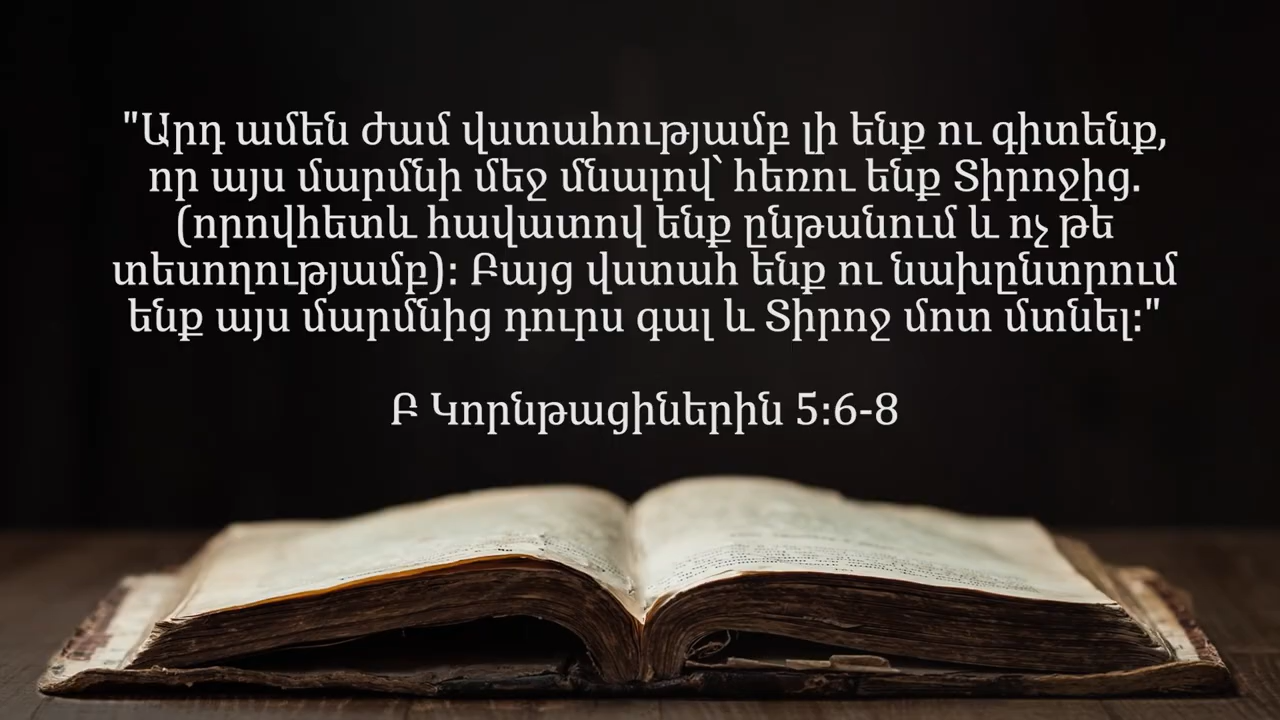 "Արդ ամեն ժամ վստահությամբ լի ենք ու գիտենք,
որ այս մարմնի մեջ մնալով՝ հեռու ենք Տիրոջից.
(որովհետև հավատով ենք ընթանում և ոչ թե
տեսողությամբ): Բայց վստահ ենք ու նախընտրում
ենք այս մարմնից դուրս գալ և Տիրոջ մոտ մտնել:"
Բ Կորնթացիներին 5:6-8